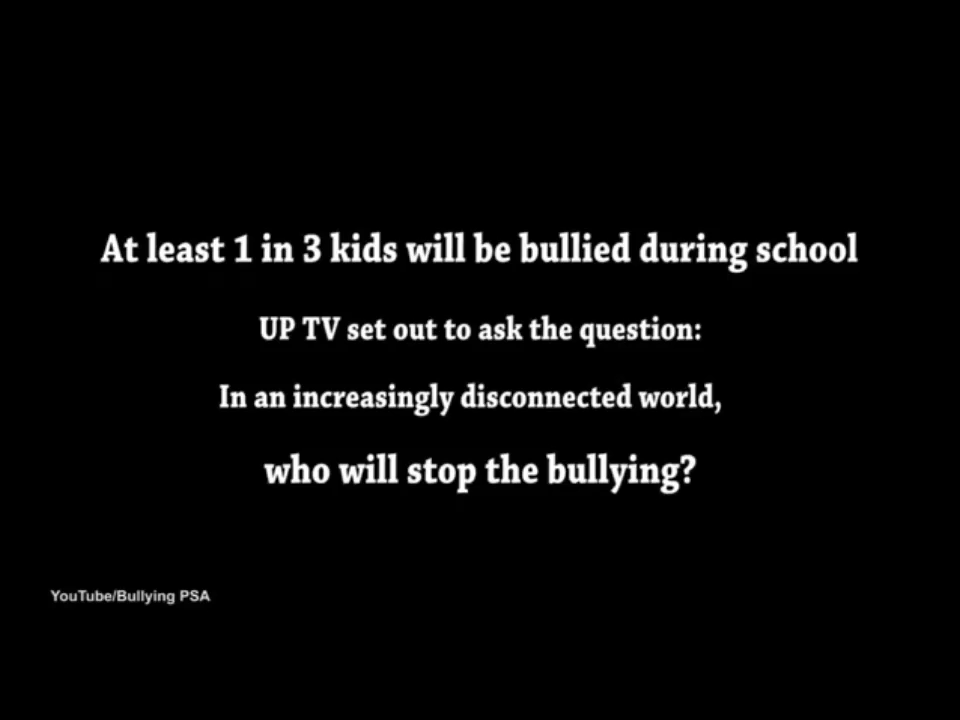 At least 1 in 3 kids will be bullied during school
UP TV set out to ask the question:
In an increasingly disconnected world,
who will stop the bullying?
YouTube/Bullying PSA